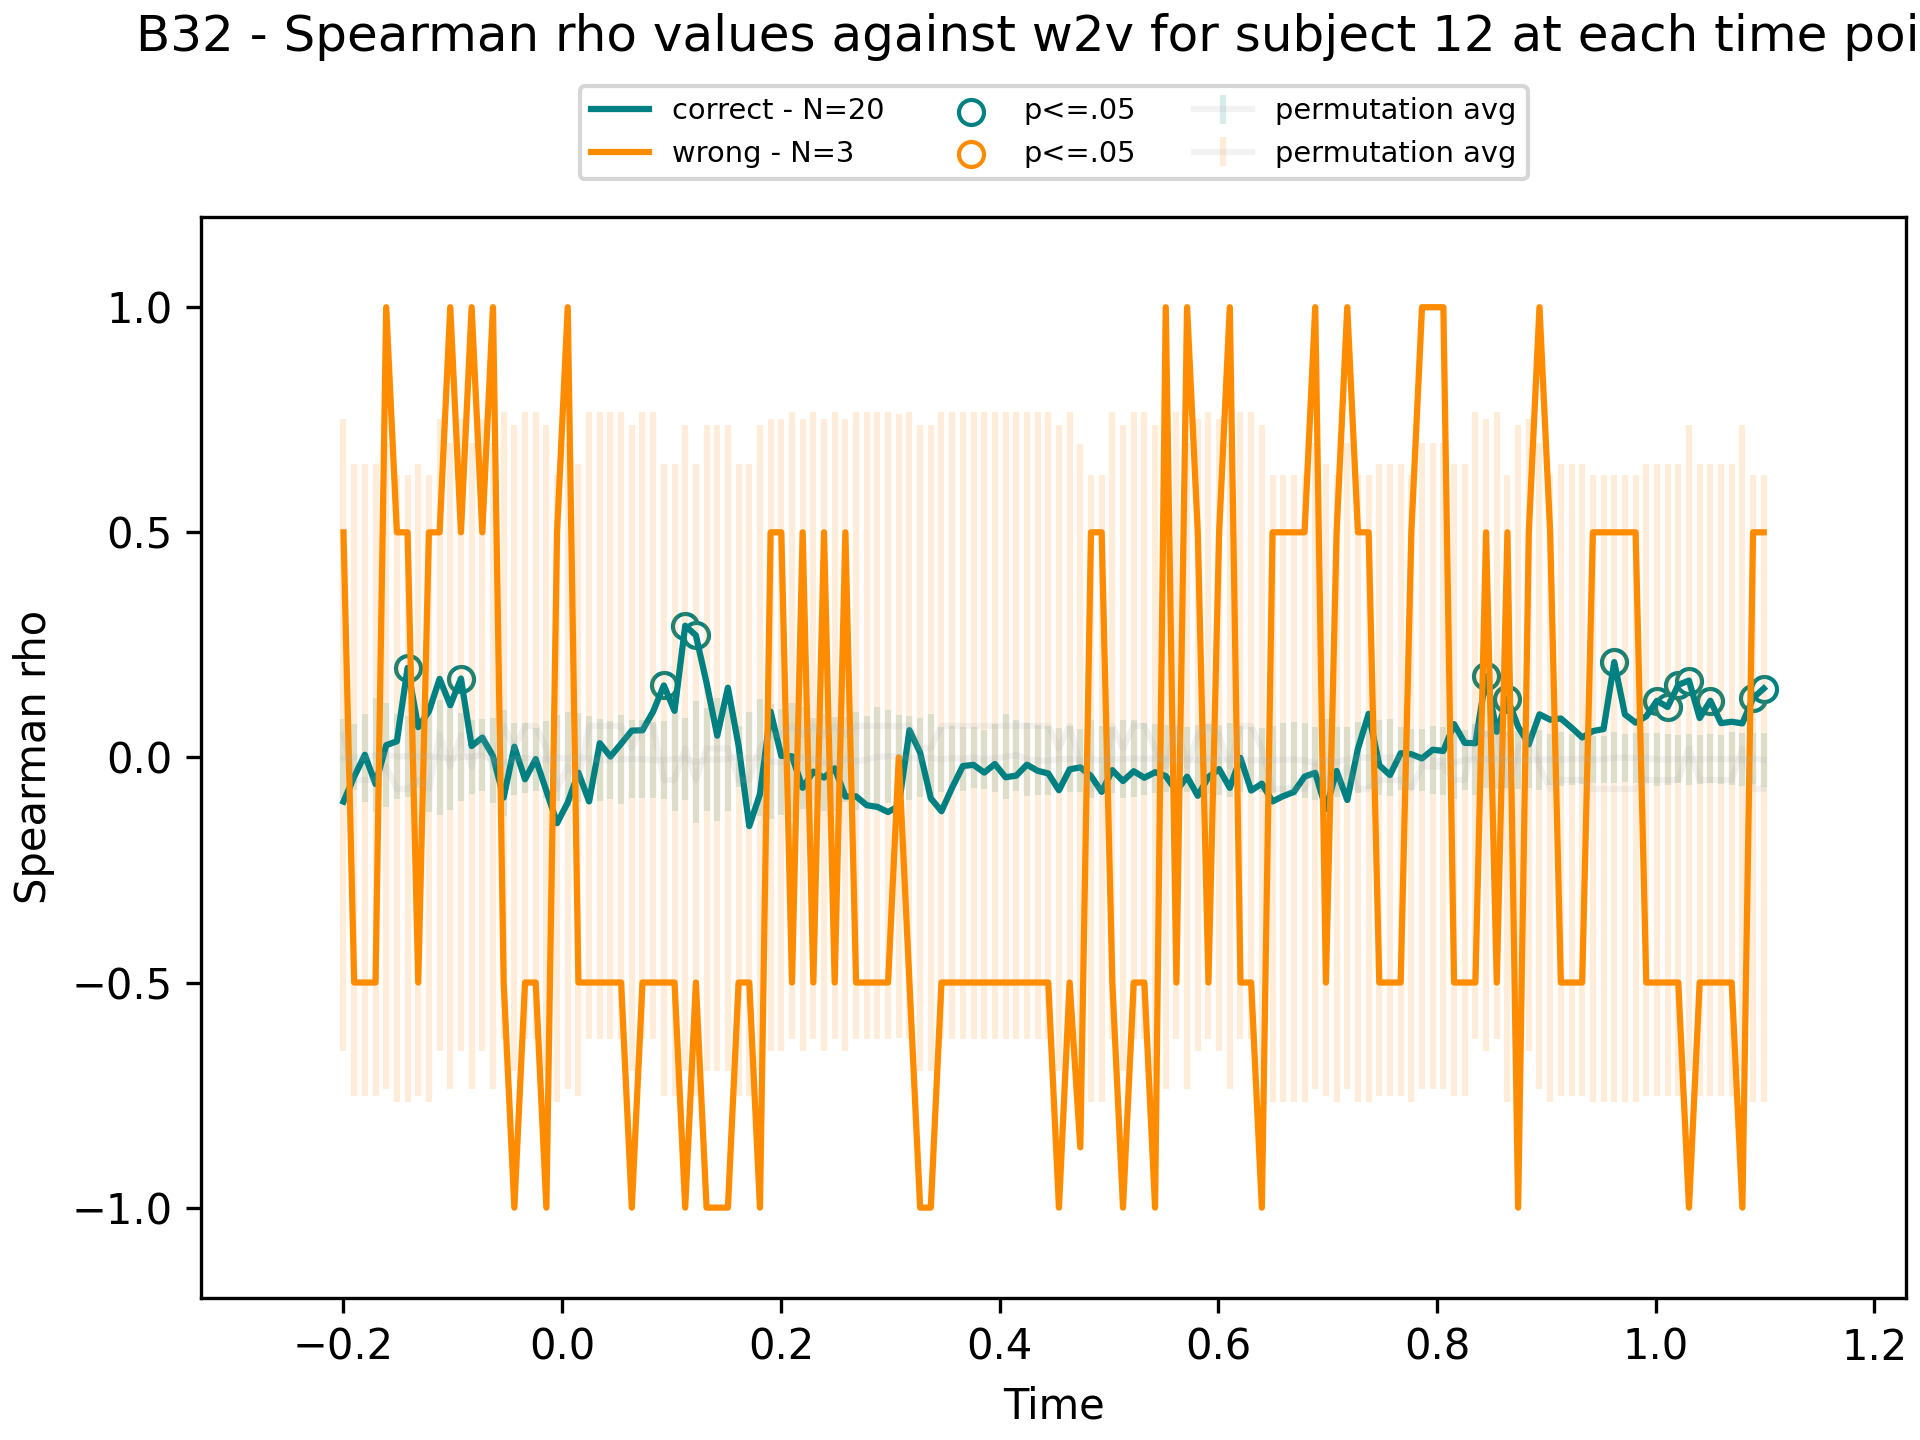 B32 - Spearman rho values against w2v for subject 12 at each time poi
correct - N=20
wrong - N=3
p<=.05
p<=.05
permutation avg
permutation avg
Spearman rho
1.0
0.5
0.0
−0.5
−1.0
−0.2 0.0 0.2 0.4 0.6 0.8 1.0 1.2
Time